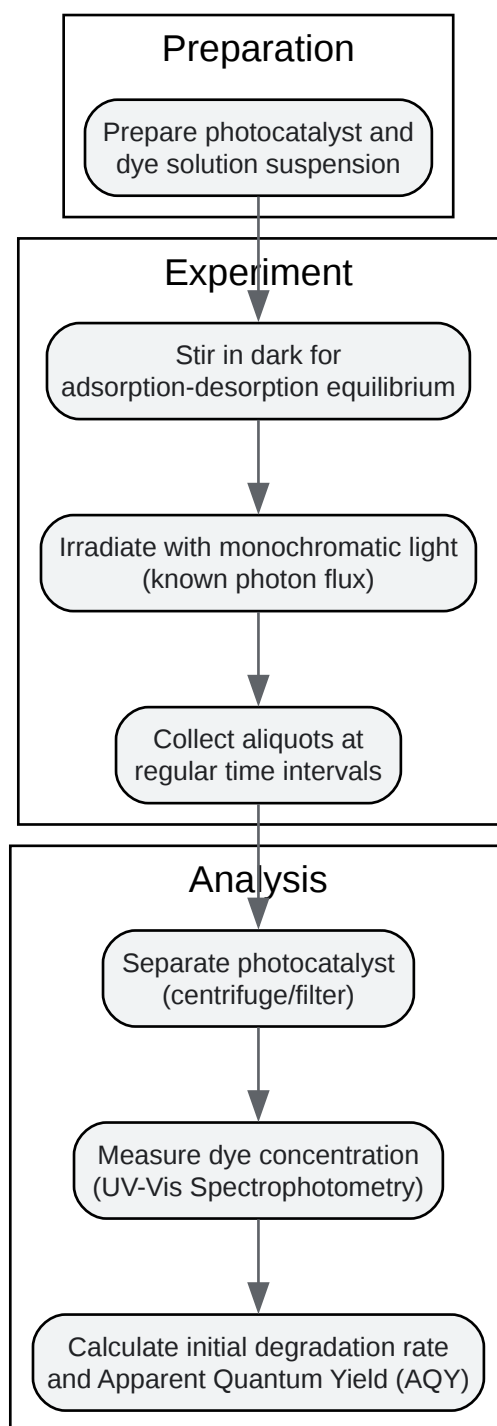 Preparation
Prepare photocatalyst and
dye solution suspension
Experiment
Stir in dark for
adsorption-desorption equilibrium
Irradiate with monochromatic light
(known photon flux)
Collect aliquots at
regular time intervals
Analysis
Separate photocatalyst
(centrifuge/filter)
Measure dye concentration
(UV-Vis Spectrophotometry)
Calculate initial degradation rate
and Apparent Quantum Yield (AQY)